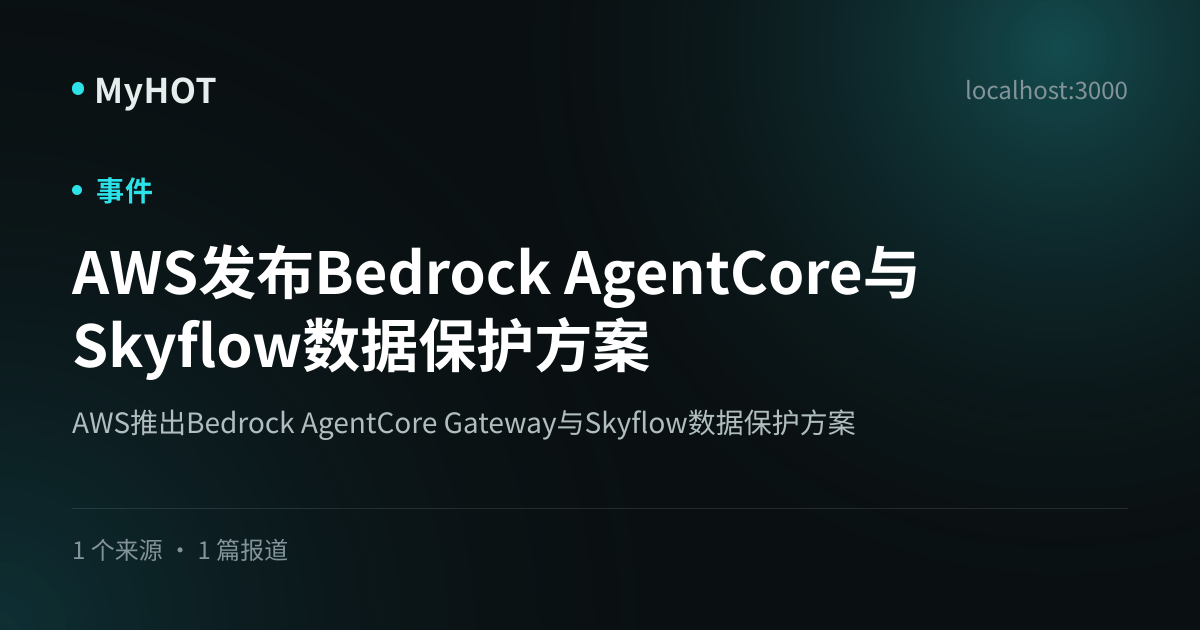 MyHOT
localhost:3000
事件
AWS发布Bedrock AgentCore与
Skyflow数据保护方案
AWS推出Bedrock AgentCore Gateway与Skyflow数据保护方案
1 个来源 · 1 篇报道